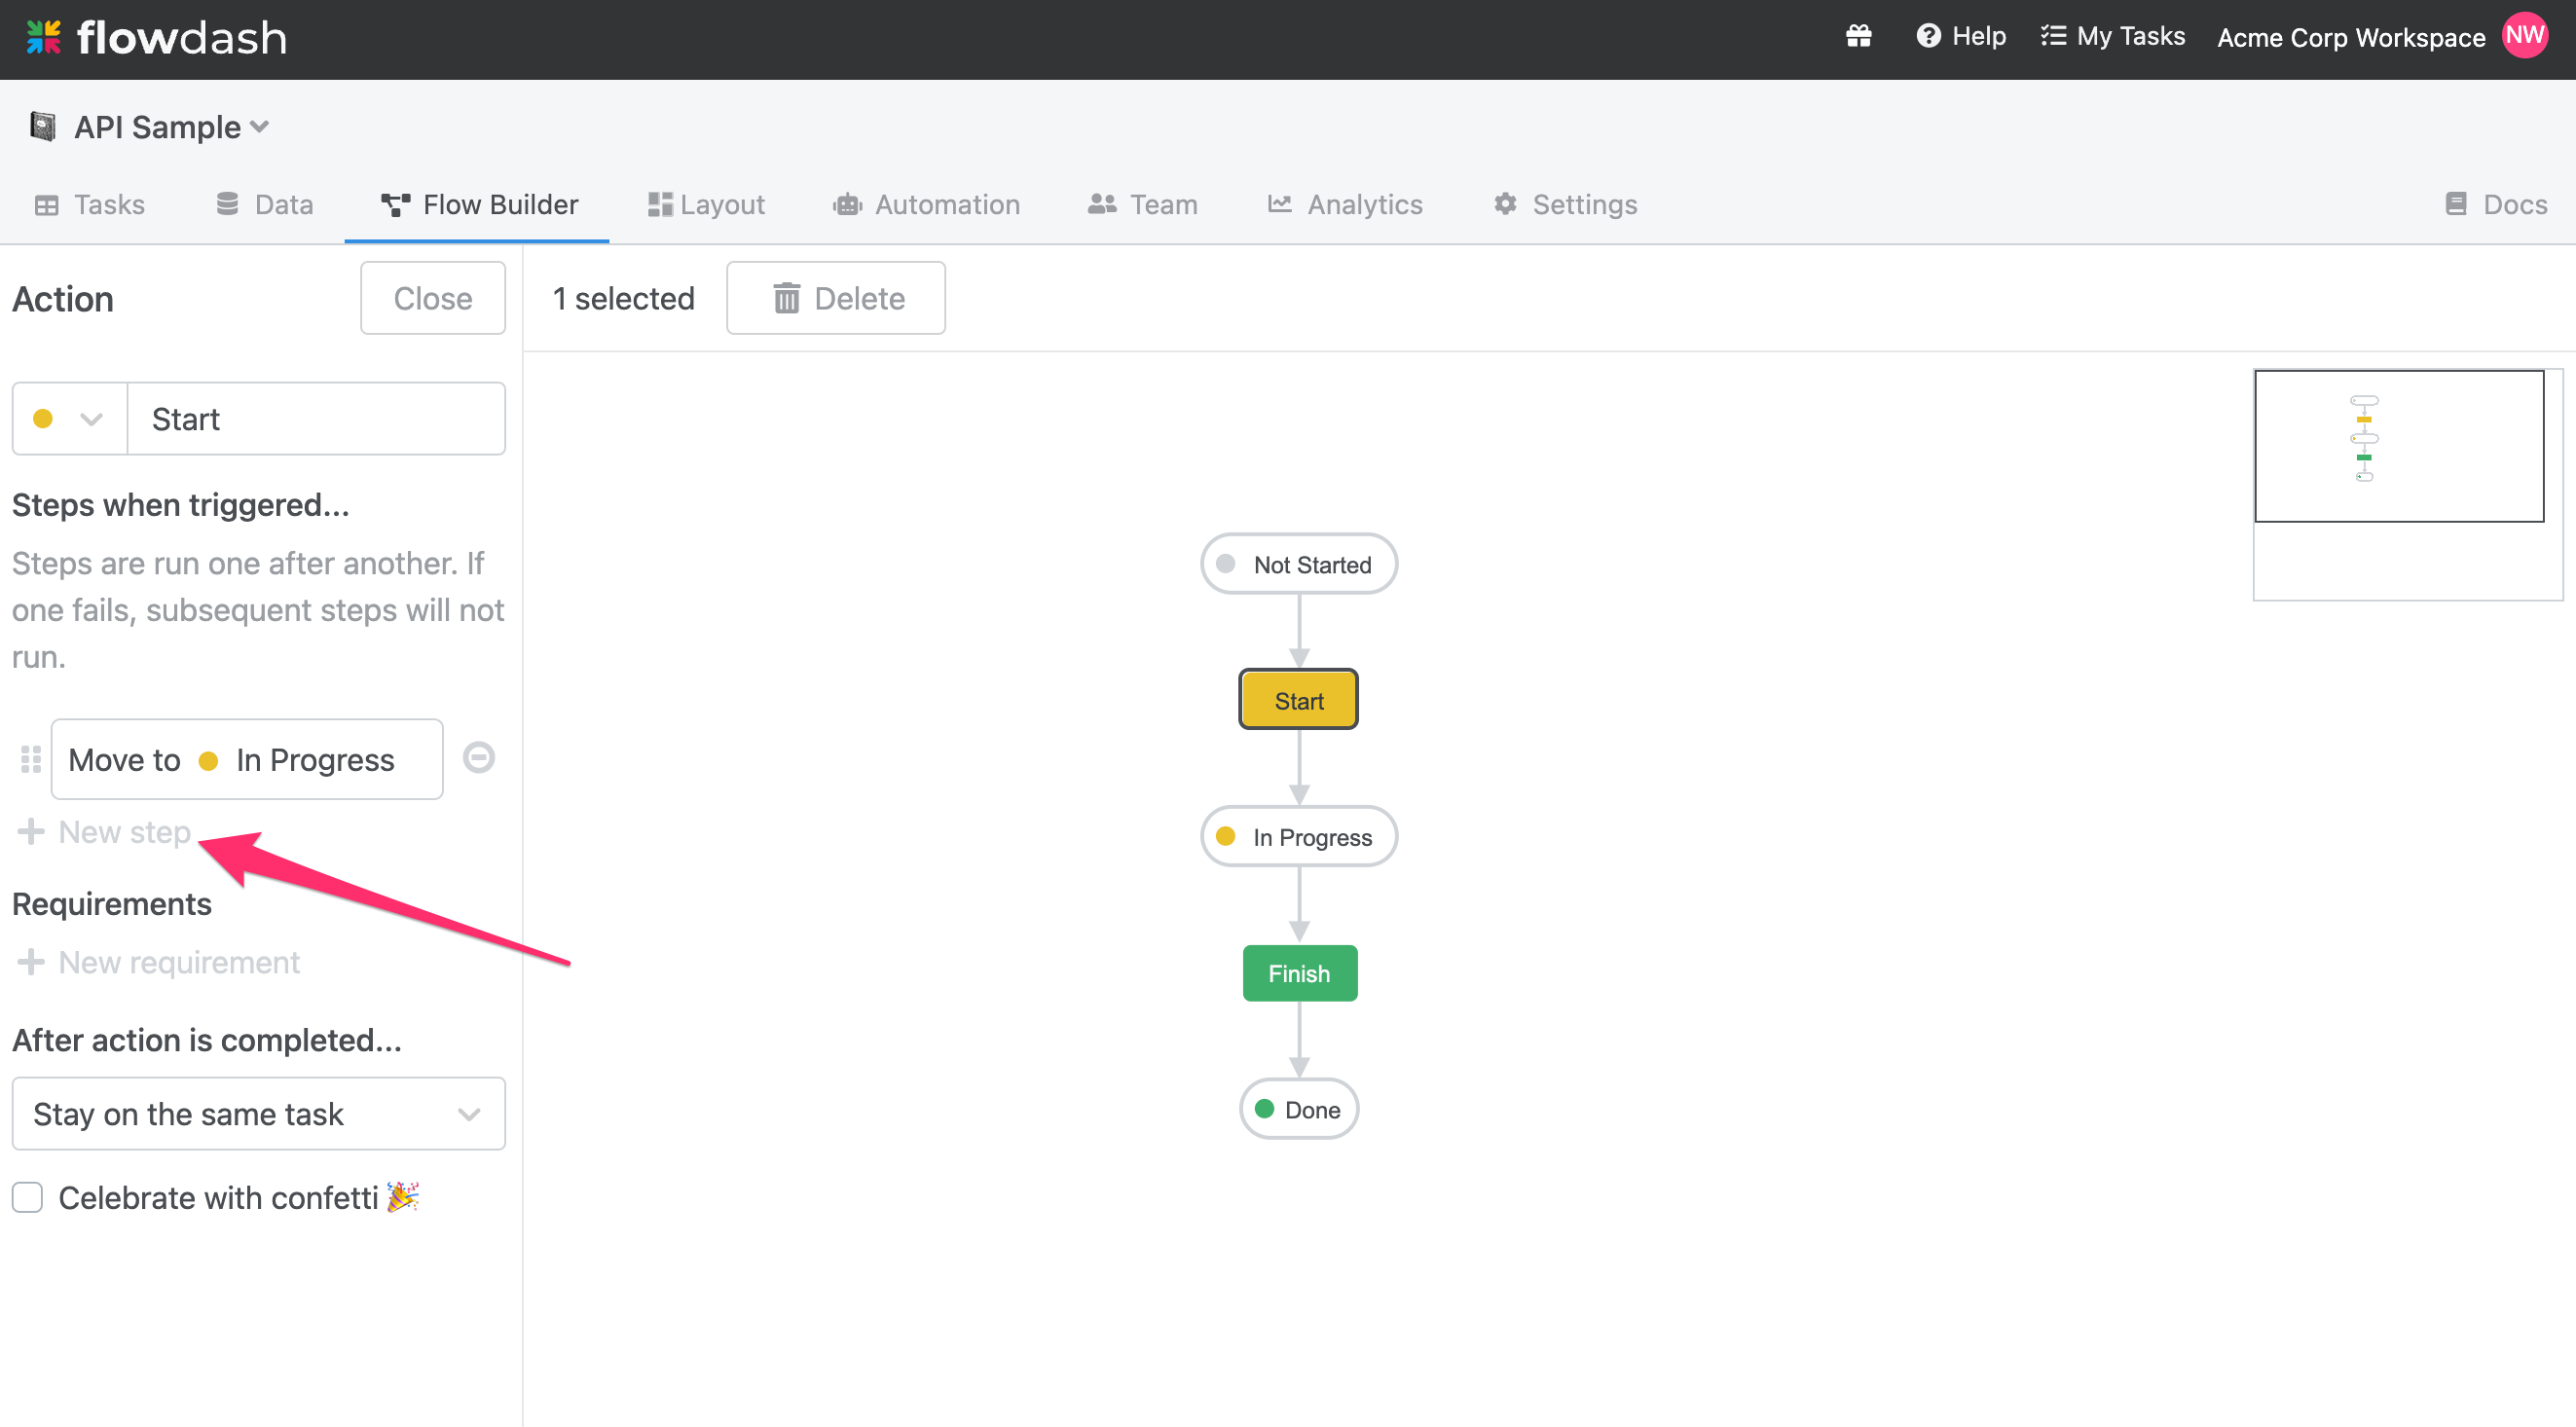 flowdash
Help
My Tasks
Acme Corp Workspace
NW
API Sample
Tasks
Data
Flow Builder
Layout
Automation
Team
Analytics
Settings
Docs
Action
Close
1 selected
Delete
Start
Steps when triggered...
Steps are run one after another. If
one fails, subsequent steps will not
run.
Move to In Progress
New step
Requirements
New requirement
After action is completed...
Stay on the same task
Celebrate with confetti 🎉
Not Started
Start
In Progress
Finish
Done